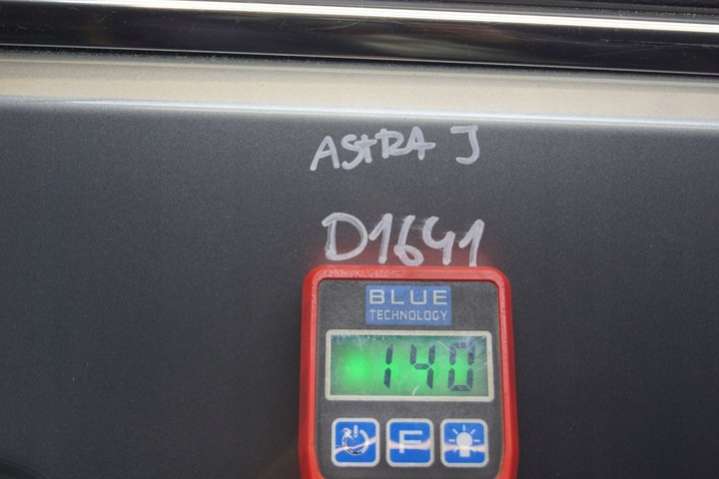 ASTRA J
D1641
BLUE
TECHNOLOGY
140
F